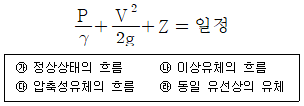 P/γ + V²/2g + Z = 일정
㉮ 정상상태의 흐름 ㉯ 이상유체의 흐름
㉰ 압축성유체의 흐름 ㉱ 동일 유선상의 유체